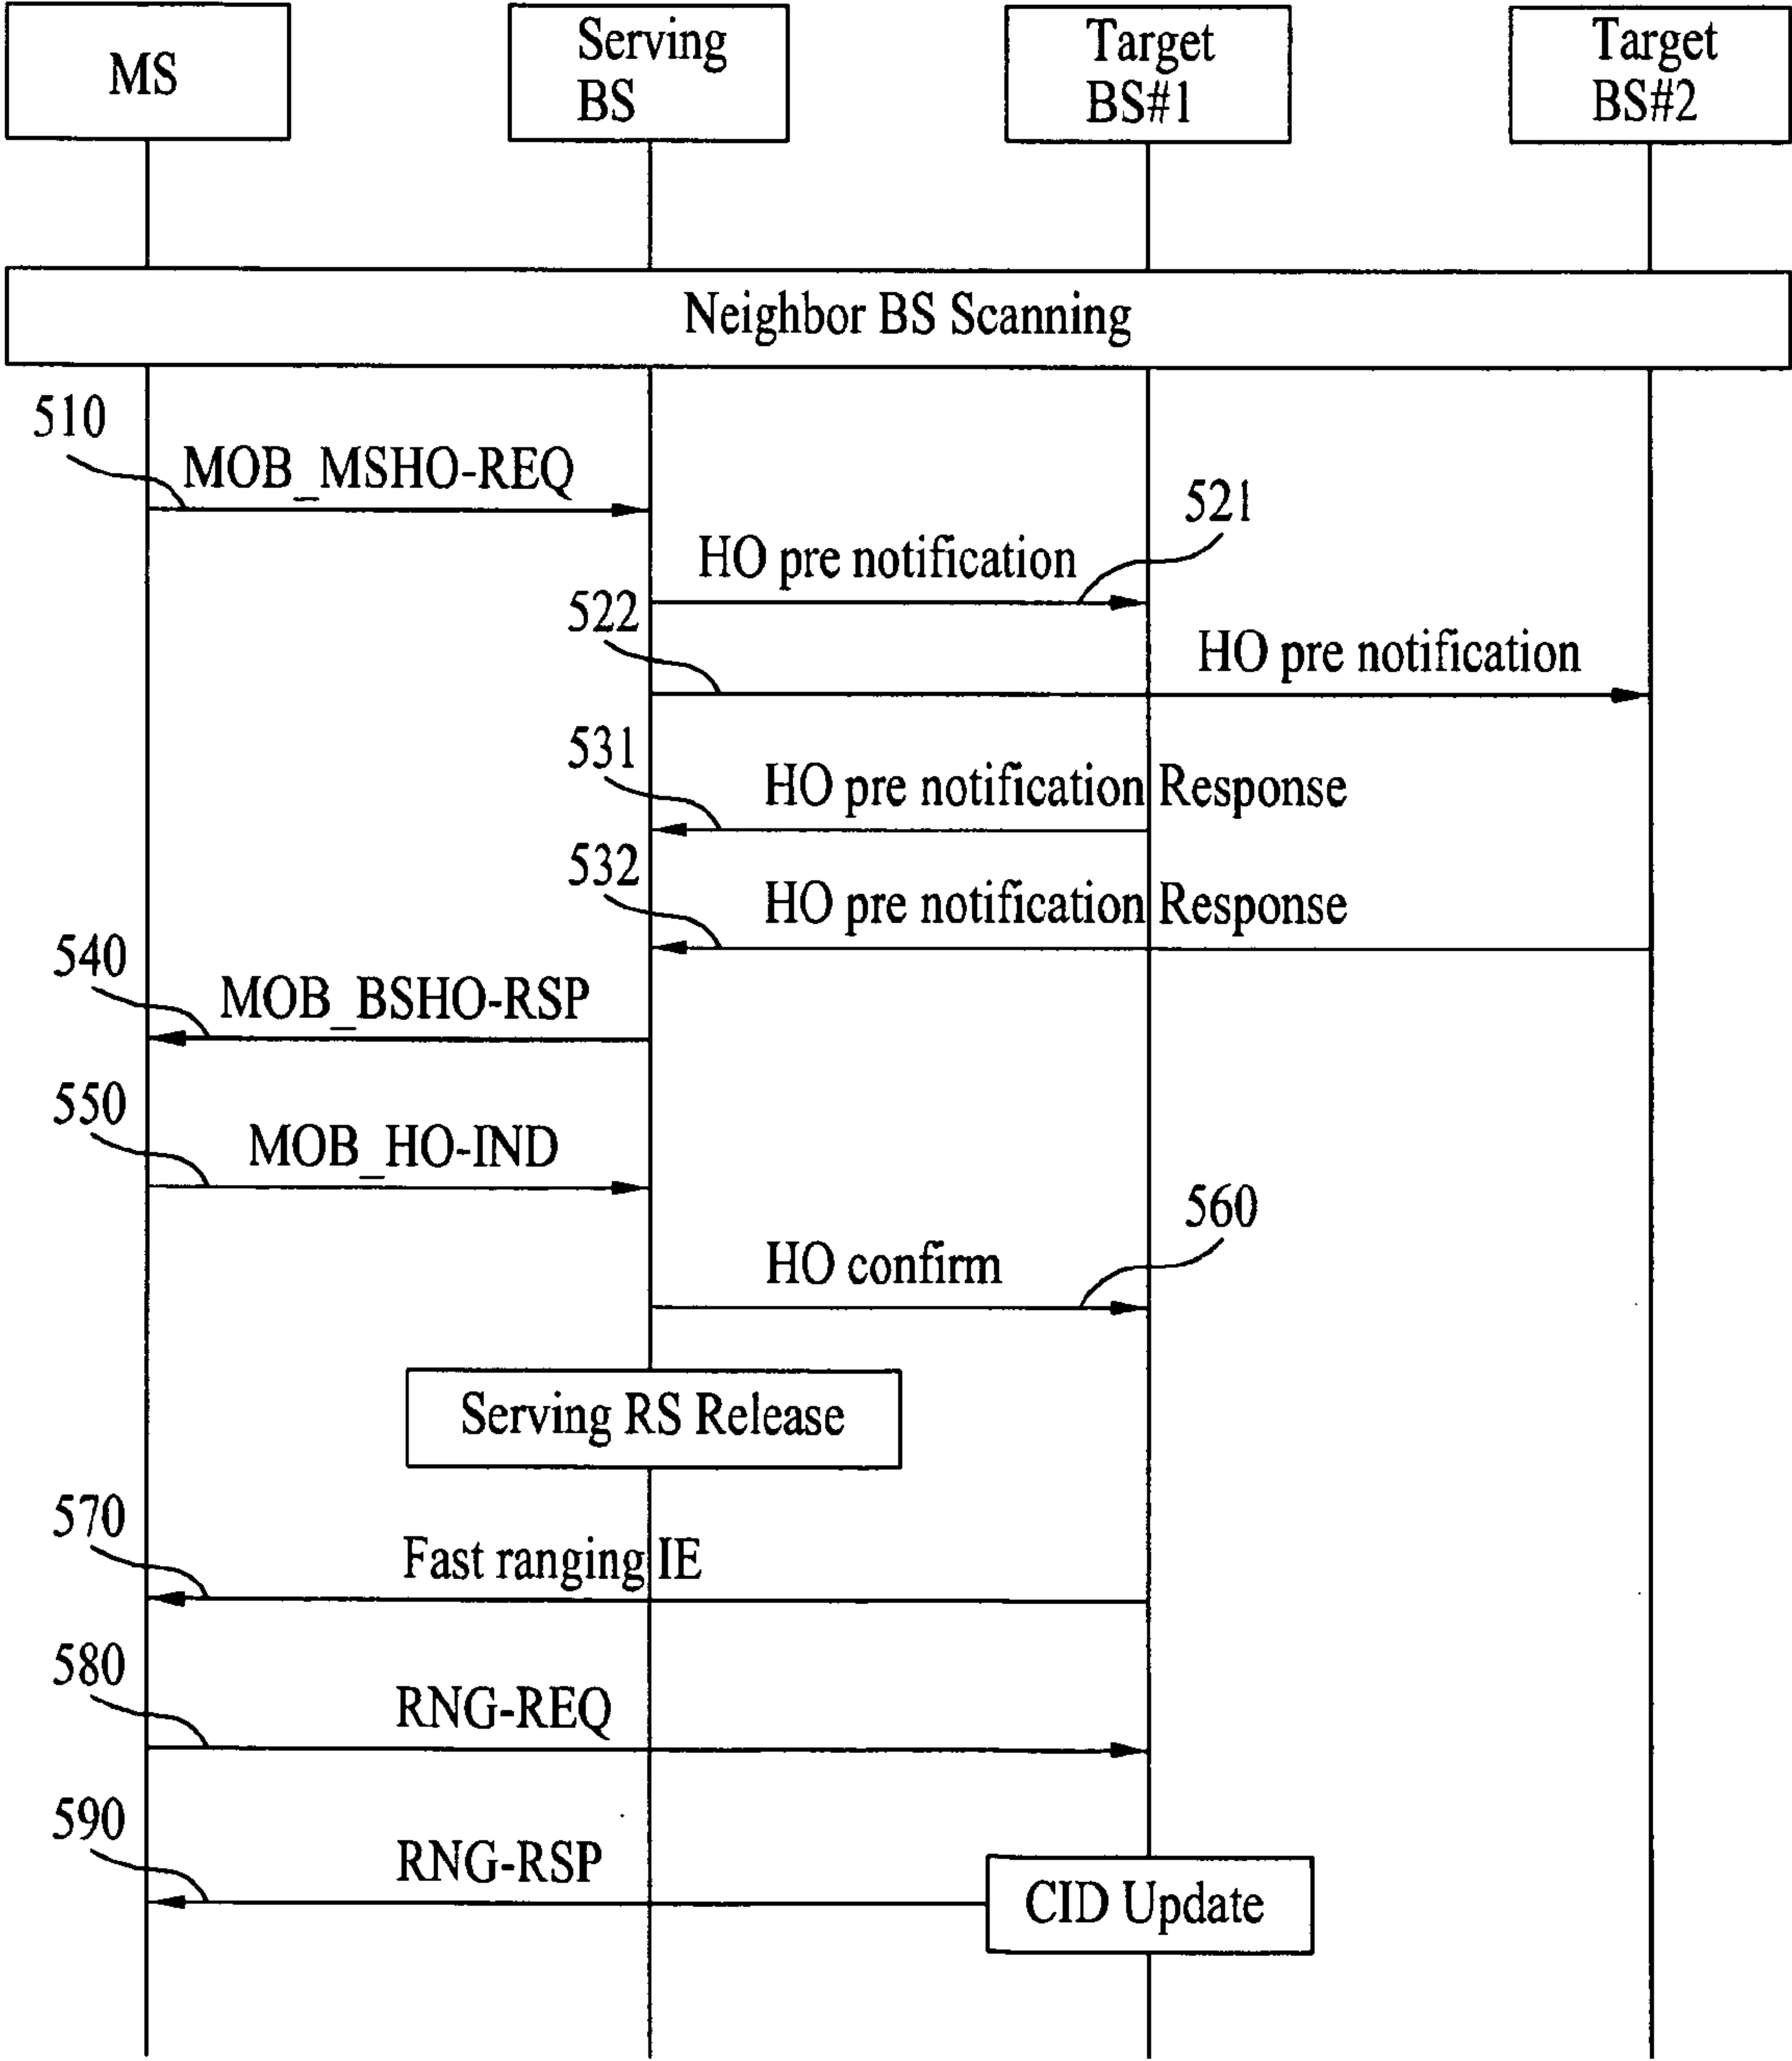 MS
Serving
BS
Target
BS#1
Target
BS#2
Neighbor BS Scanning
510
MOB_MSHO-REQ
521
HO pre notification
522
HO pre notification
531
HO pre notification Response
532
HO pre notification Response
540
MOB_BSHO-RSP
550
MOB_HO-IND
560
HO confirm
Serving RS Release
570
Fast ranging IE
580
RNG-REQ
590
RNG-RSP
CID Update